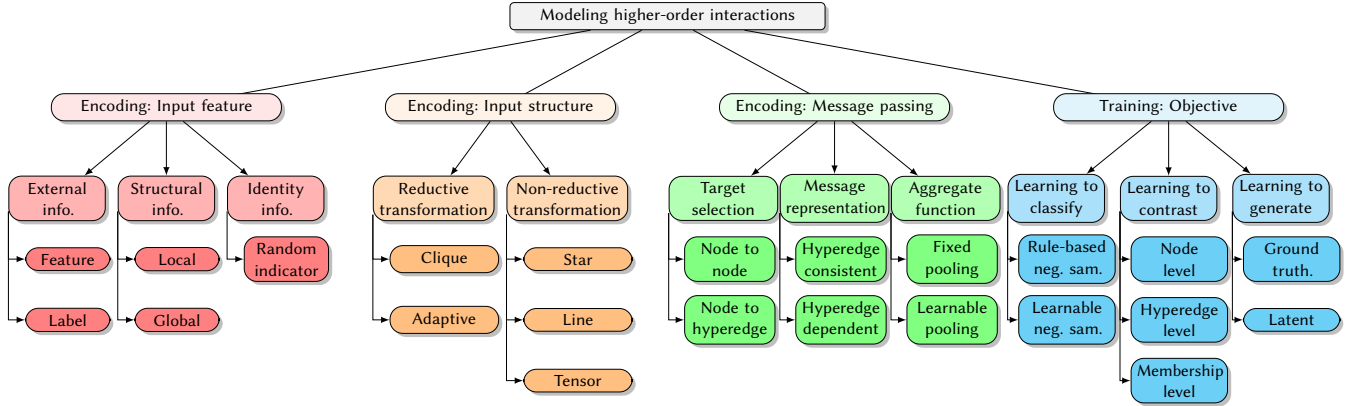 Modeling higher-order interactions
Encoding: Input feature
Encoding: Input structure
Encoding: Message passing
Training: Objective
External
info.
Structural
info.
Identity
info.
Reductive
transformation
Non-reductive
transformation
Target
selection
Message
representation
Aggregate
function
Learning to
classify
Learning to
contrast
Learning to
generate
Feature
Local
Random
indicator
Clique
Star
Node to
node
Hyperedge
consistent
Fixed
pooling
Rule-based
neg. sam.
Node
level
Ground
truth.
Label
Global
Adaptive
Line
Node to
hyperedge
Hyperedge
dependent
Learnable
pooling
Learnable
neg. sam.
Hyperedge
level
Latent
Tensor
Membership
level